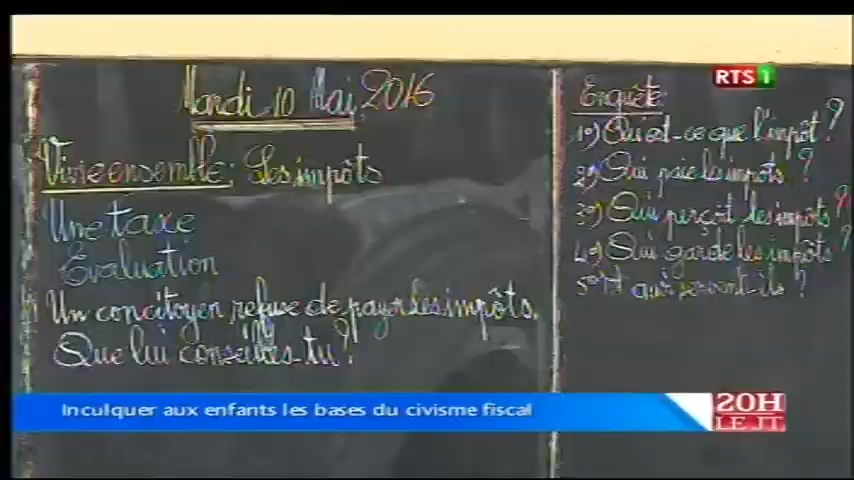 Mardi 10 Mai 2016
Vivre ensemble: Les impôts
Une taxe
Evaluation
Un concitoyen refuse de payer les impôts.
Que lui conseilles-tu?
Enquête
1°) Qu'est-ce que l'impôt?
2°) Qui paie les impôts?
3°) Qui perçoit les impôts?
4°) Qui garde les impôts?
5°) A quoi servent-ils?
RTS 1
Inculquer aux enfants les bases du civisme fiscal
20H
LE JT